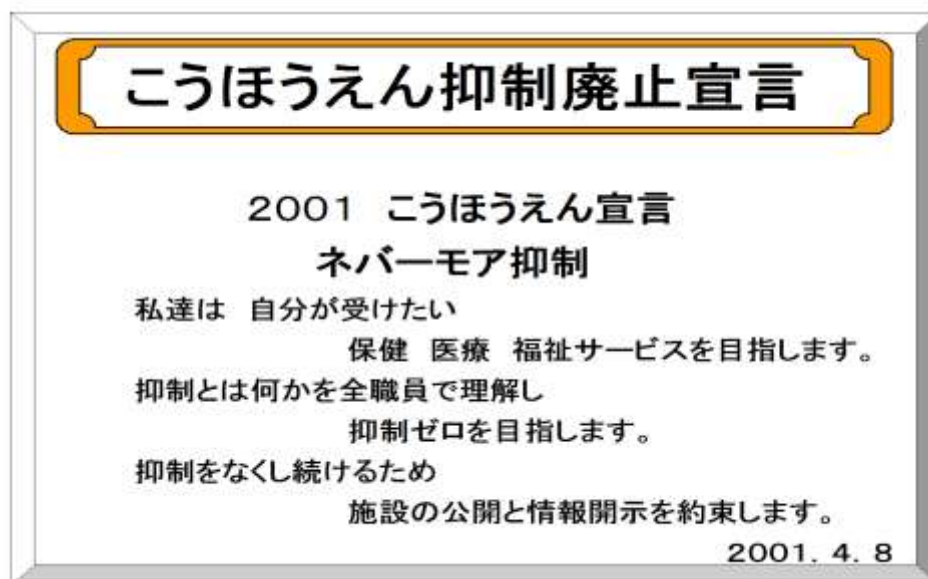 こうほうえん抑制廃止宣言
2001　こうほうえん宣言
ネバーモア抑制
私達は　自分が受けたい
保健　医療　福祉サービスを目指します。
抑制とは何かを全職員で理解し
抑制ゼロを目指します。
抑制をなくし続けるため
施設の公開と情報開示を約束します。
2001. 4. 8